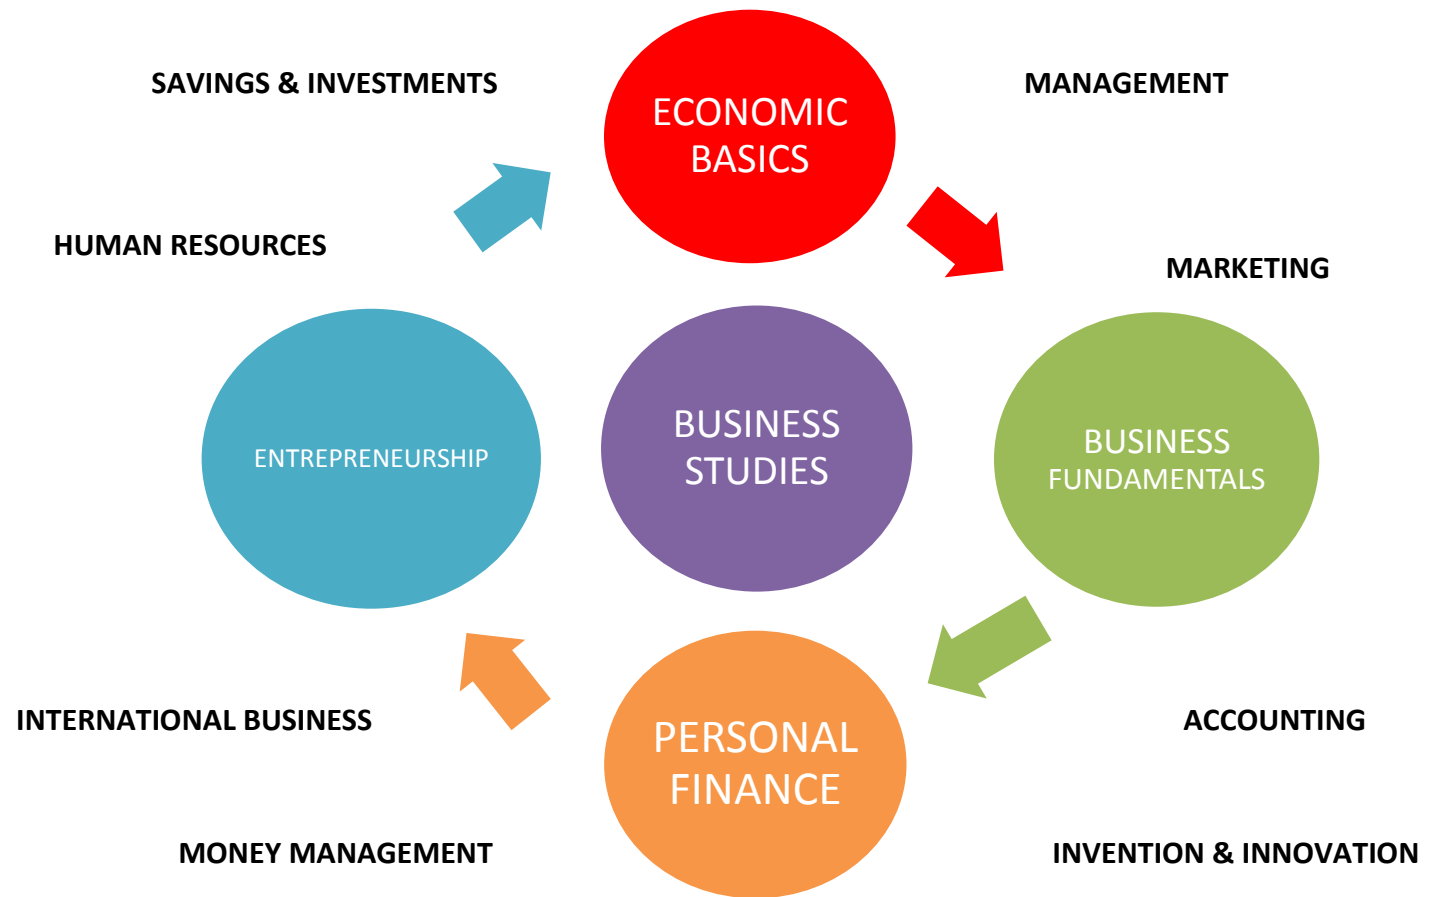 SAVINGS & INVESTMENTS
ECONOMIC
BASICS
MANAGEMENT
HUMAN RESOURCES
MARKETING
ENTREPRENEURSHIP
BUSINESS
STUDIES
BUSINESS
FUNDAMENTALS
INTERNATIONAL BUSINESS
PERSONAL
FINANCE
ACCOUNTING
MONEY MANAGEMENT
INVENTION & INNOVATION